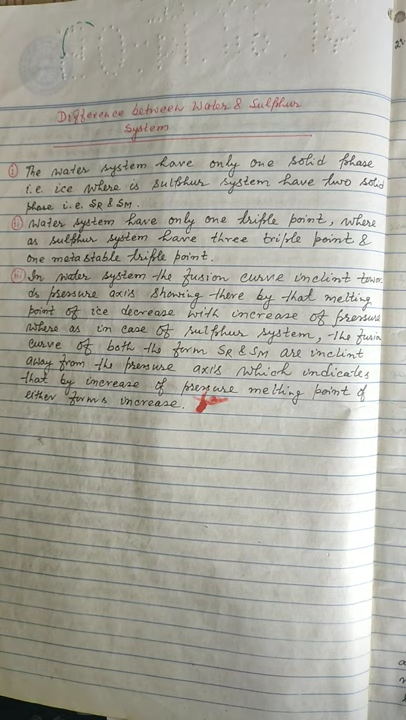 Difference between Water & Sulphur
System
(i) The water system have only one solid phase
i.e. ice where is sulphur system have two solid
phase i.e. SR & SM.
(ii) Water system have only one triple point, where
as sulphur system have three triple point &
one metastable triple point.
(iii) In water system the fusion curve inclint towar
ds pressure axis showing there by that melting
point of ice decrease with increase of pressure
where as in case of sulphur system, the fusion
curve of both the form SR & SM are inclint
away from the pressure axis which indicates
that by increase of pressure melting point of
either forms increase.